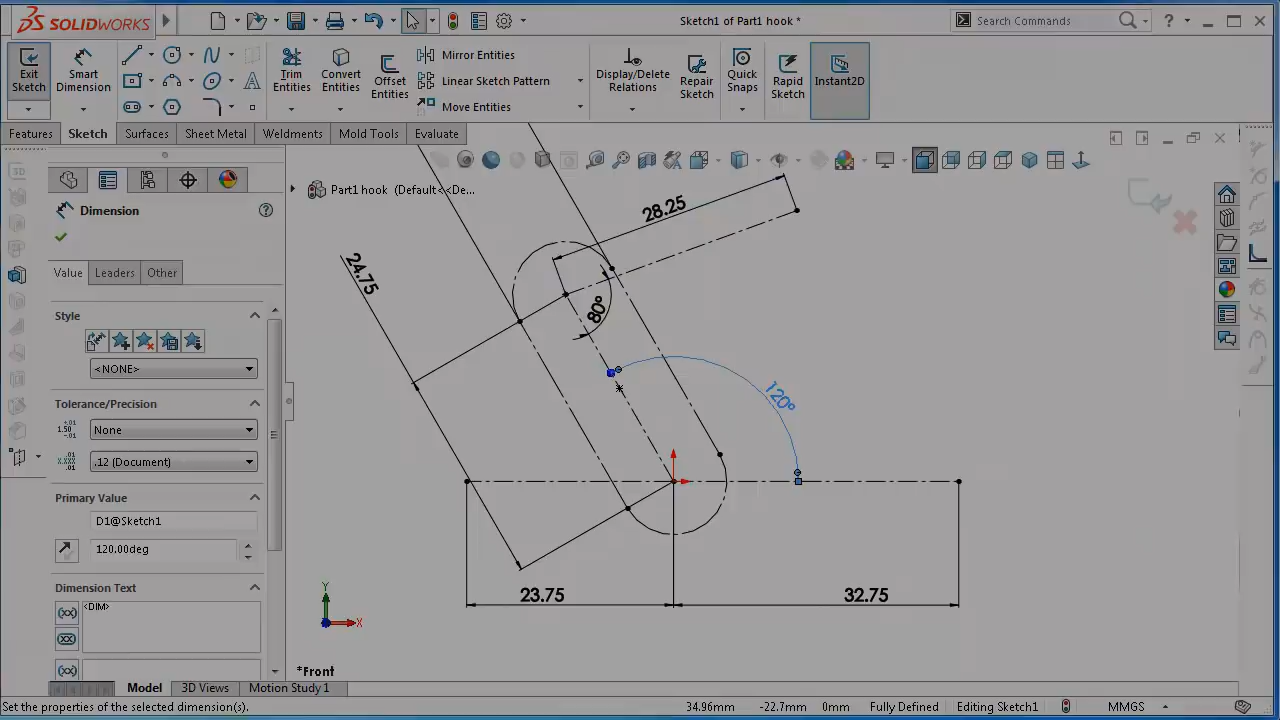 SOLIDWORKS
Sketch1 of Part1 hook *
Search Commands
?
Exit Sketch
Smart Dimension
Trim Entities
Convert Entities
Offset Entities
Mirror Entities
Linear Sketch Pattern
Move Entities
Display/Delete Relations
Repair Sketch
Quick Snaps
Rapid Sketch
Instant2D
Features
Sketch
Surfaces
Sheet Metal
Weldments
Mold Tools
Evaluate
Part1 hook (Default<<De...
Dimension
Value
Leaders
Other
Style
<NONE>
Tolerance/Precision
None
.12 (Document)
Primary Value
D1@Sketch1
120.00deg
Dimension Text
<DIM>
28.25
24.75
80°
120°
23.75
32.75
Y
X
*Front
Model
3D Views
Motion Study 1
Set the properties of the selected dimension(s).
34.96mm
-22.7mm
0mm
Fully Defined
Editing Sketch1
MMGS